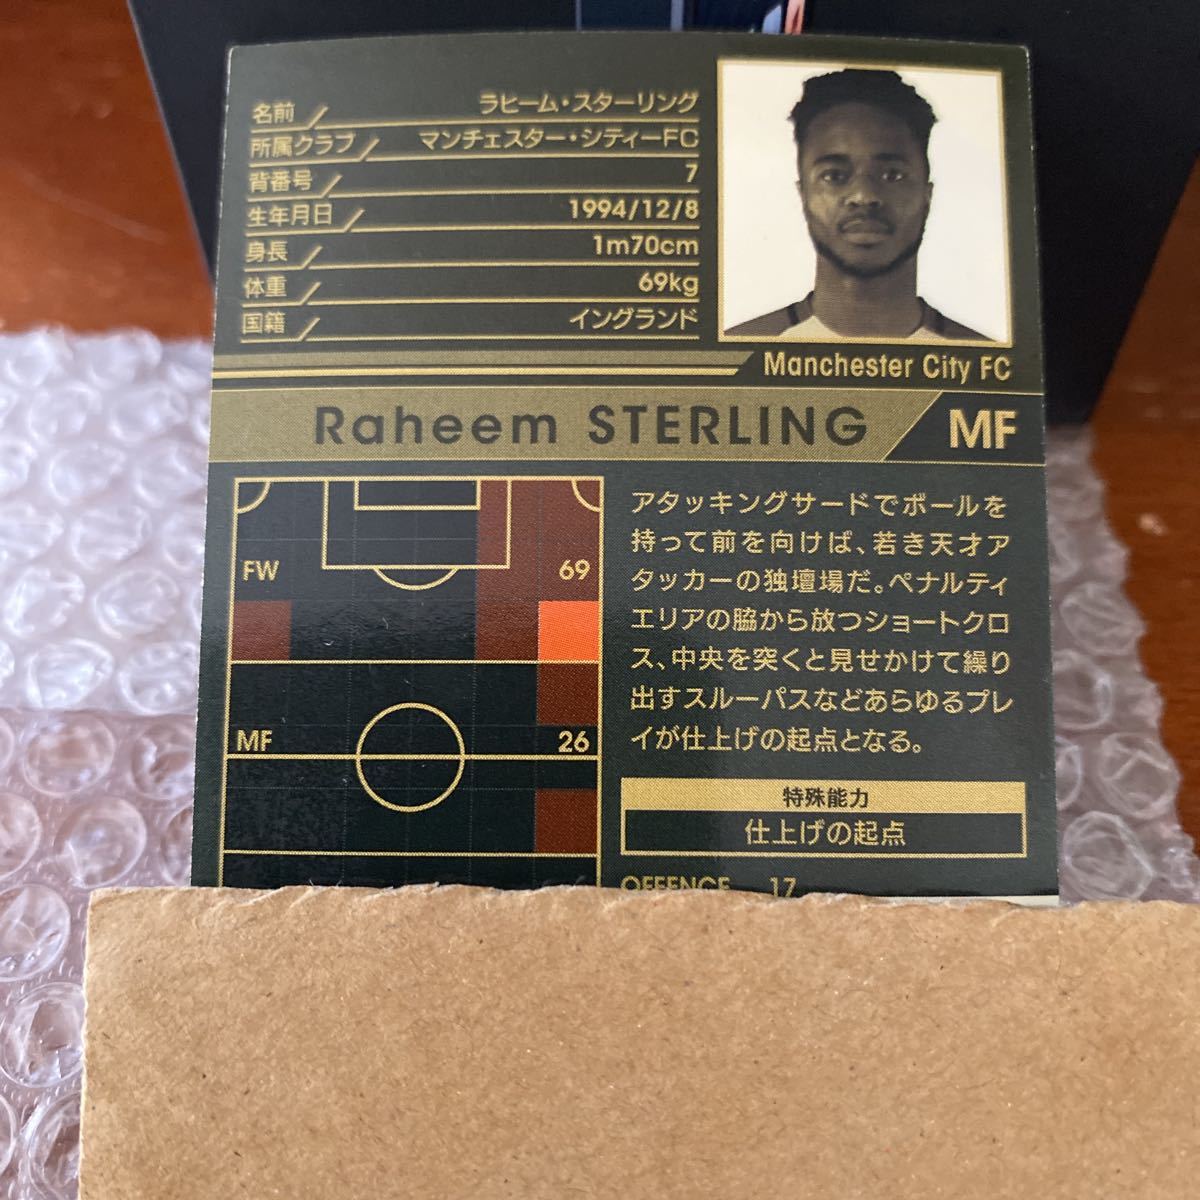 名前 ラヒーム・スターリング
所属クラブ マンチェスター・シティーFC
背番号 7
生年月日 1994/12/8
身長 1m70cm
体重 69kg
国籍 イングランド
Manchester City FC
Raheem STERLING MF
FW 69
MF 26
アタッキングサードでボールを
持って前を向けば、若き天才ア
タッカーの独壇場だ。ペナルティ
エリアの脇から放つショートクロ
ス、中央を突くと見せかけて繰り
出すスルーパスなどあらゆるプレ
イが仕上げの起点となる。
特殊能力
仕上げの起点
OFFENCE 17